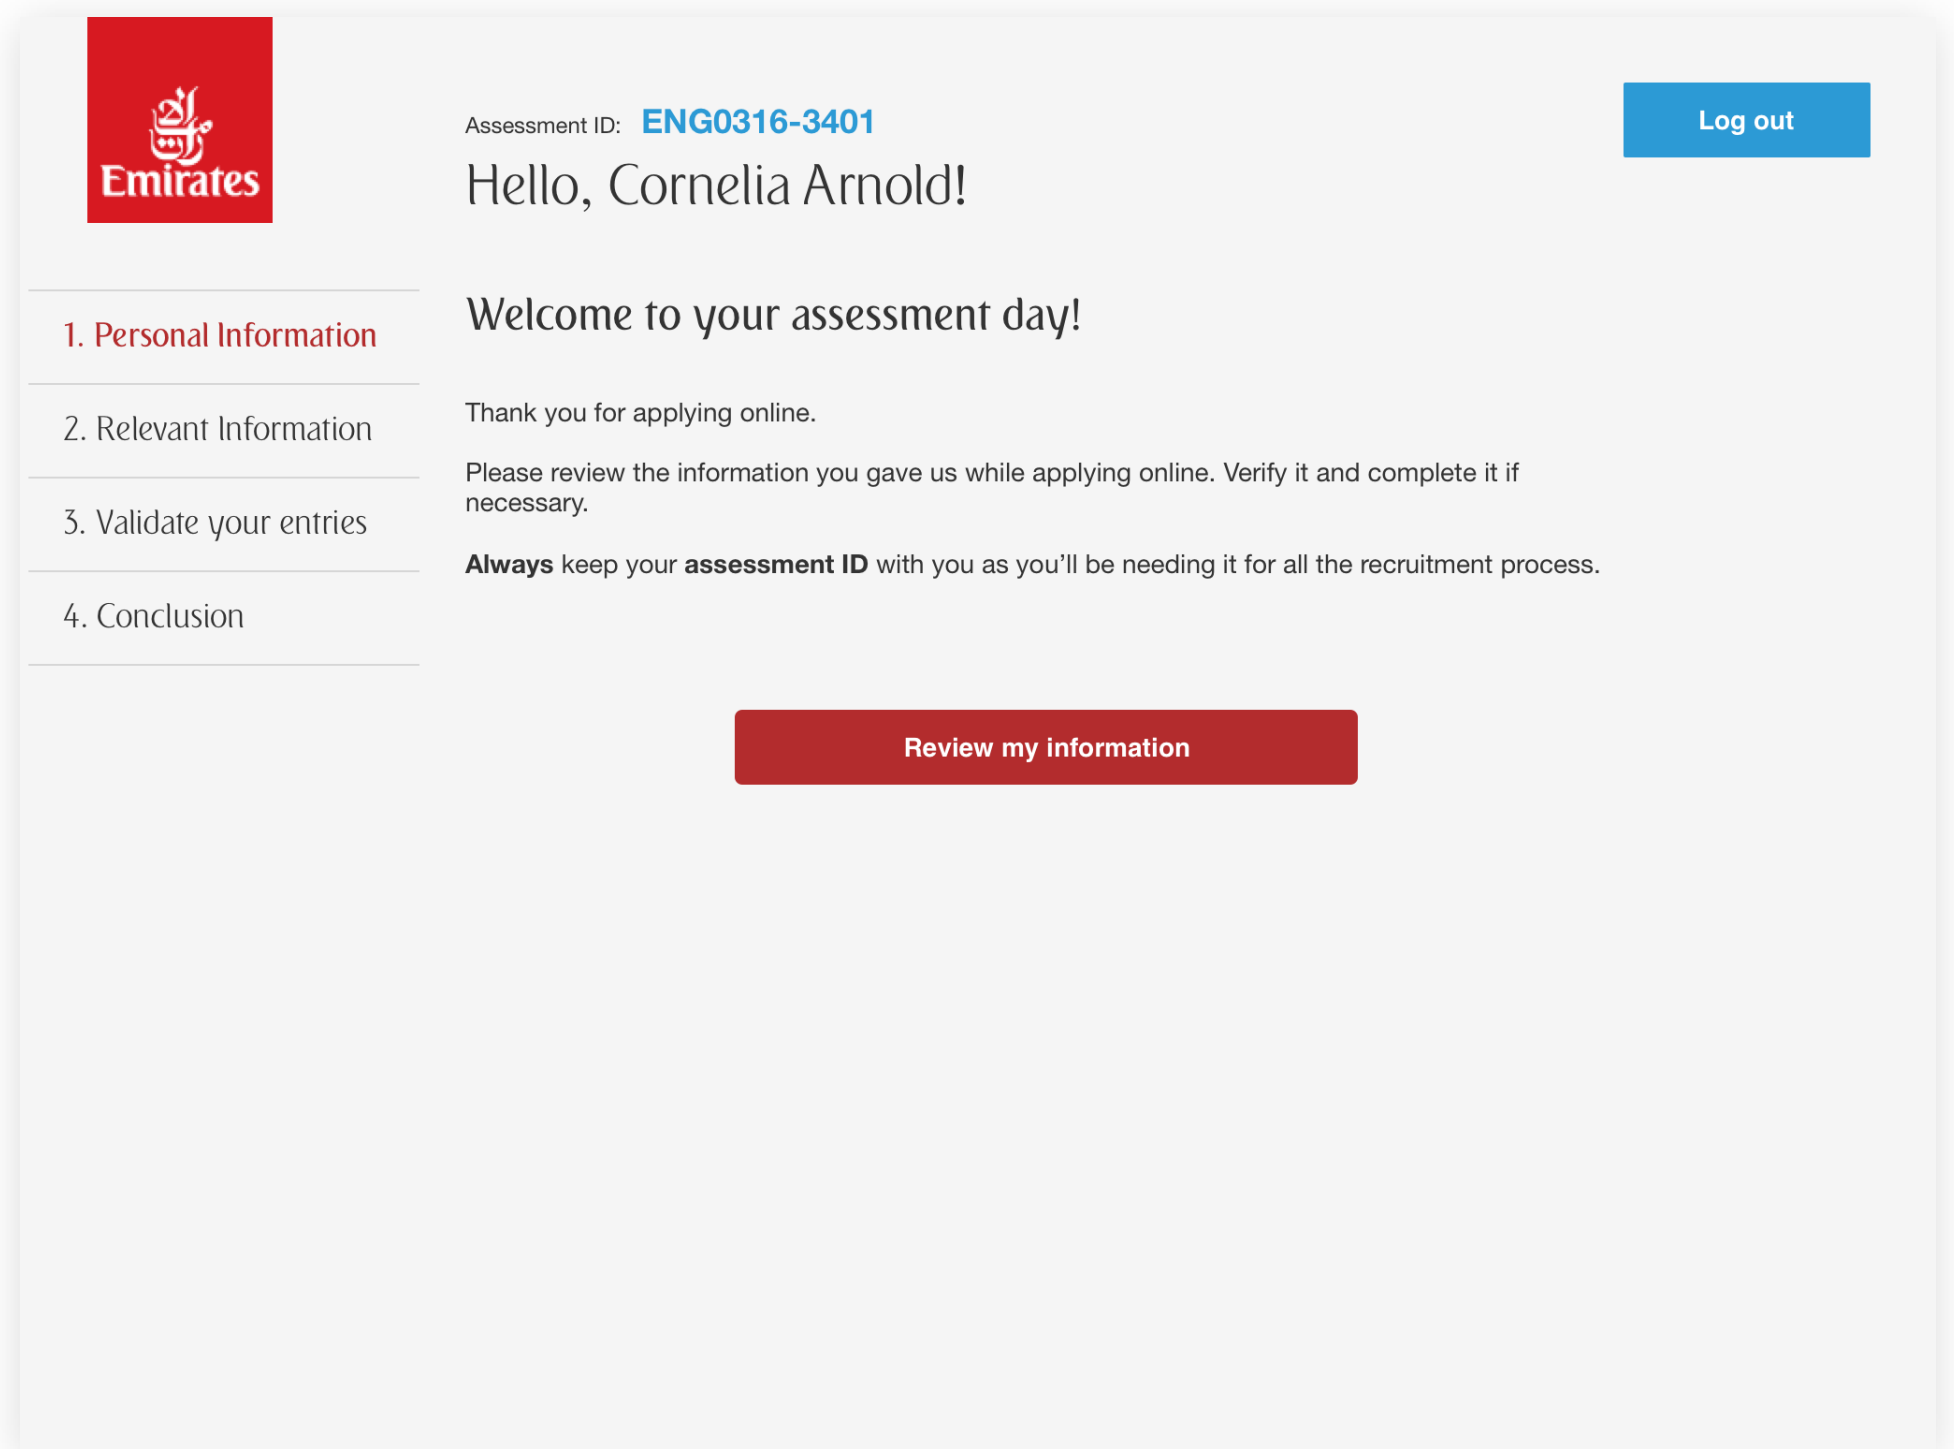 Emirates
Assessment ID: ENG0316-3401
Log out
Hello, Cornelia Arnold!
1. Personal Information
2. Relevant Information
3. Validate your entries
4. Conclusion
Welcome to your assessment day!
Thank you for applying online.
Please review the information you gave us while applying online. Verify it and complete it if
necessary.
Always keep your assessment ID with you as you’ll be needing it for all the recruitment process.
Review my information